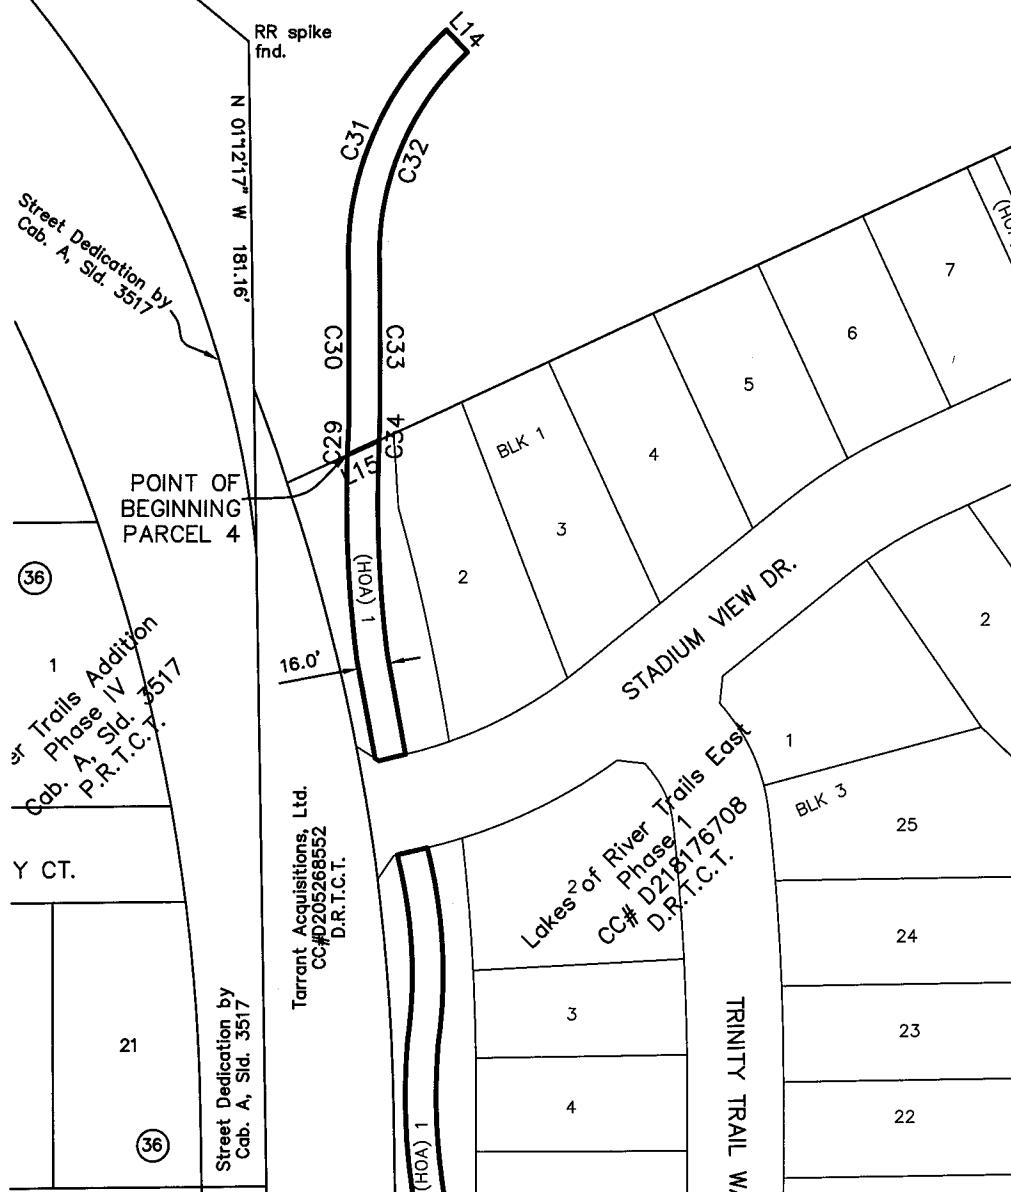 RR spike
fnd.
L14
N 01°12'17" W 181.16'
C31
C32
Street Dedication by
Cab. A, Sld. 3517
(HO
7
6
5
4
3
2
BLK 1
C30
C33
C29
C34
L15
POINT OF
BEGINNING
PARCEL 4
36
(HOA) 1
16.0'
1
er Trails Addition
Phase IV
Cab. A, Sld. 3517
P.R.T.C.T.
STADIUM VIEW DR.
2
1
BLK 3
Y CT.
Tarrant Acquisitions, Ltd.
CC#D205268552
D.R.T.C.T.
2
Lakes of River Trails East
Phase 1
CC# D218176708
D.R.T.C.T.
25
24
23
22
3
4
TRINITY TRAIL WA
21
36
Street Dedication by
Cab. A, Sld. 3517
(HOA) 1